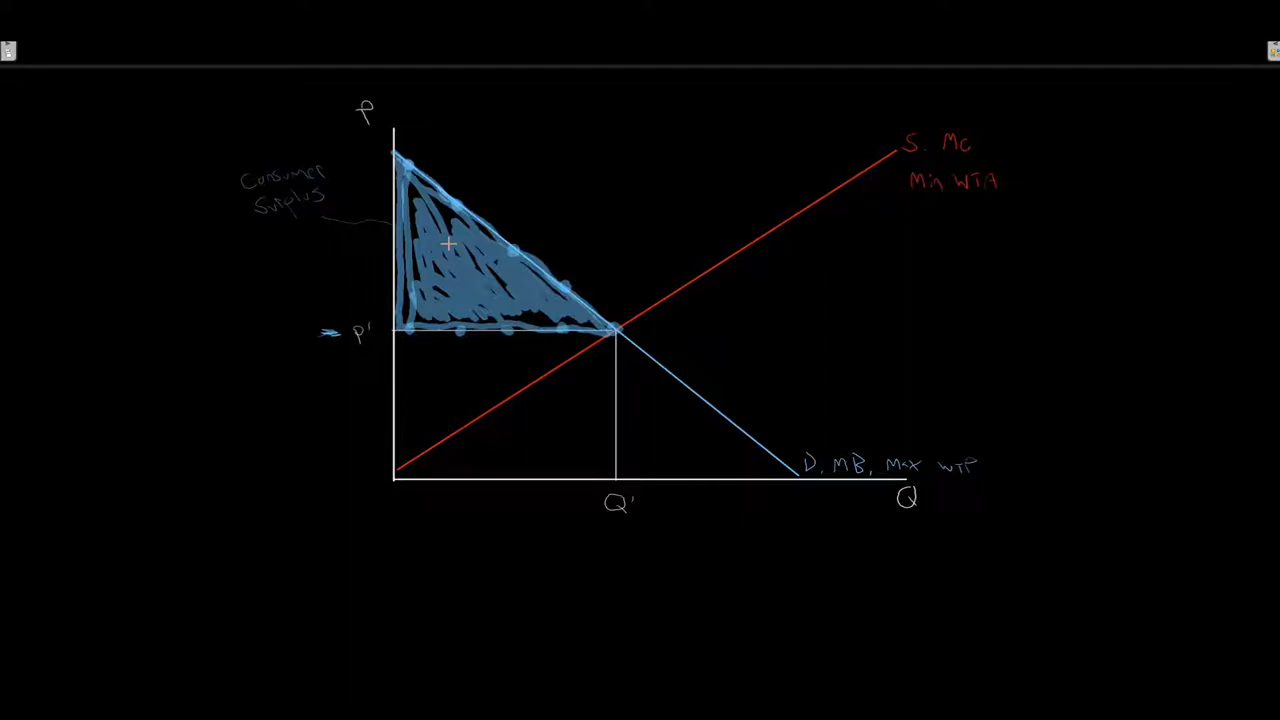 P
Consumer
Surplus
S. MC
Min WTA
P'
D, MB, Max WTP
Q'
Q